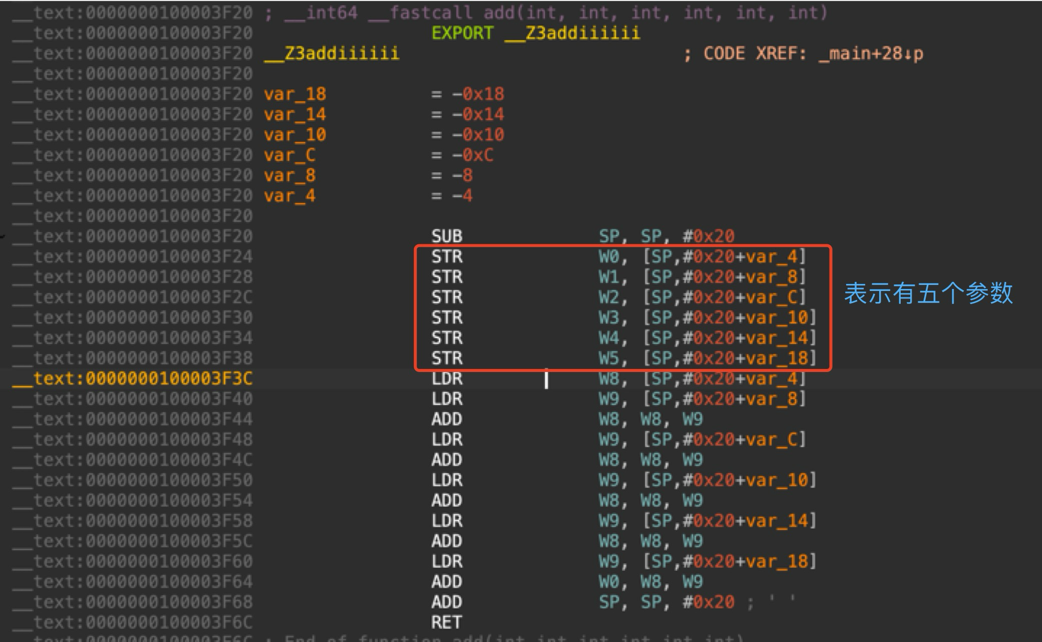 __text:0000000100003F20 ; __int64 __fastcall add(int, int, int, int, int, int)
__text:0000000100003F20 EXPORT __Z3addiiiiii
__text:0000000100003F20 __Z3addiiiiii ; CODE XREF: _main+28↓p
__text:0000000100003F20
__text:0000000100003F20 var_18 = -0x18
__text:0000000100003F20 var_14 = -0x14
__text:0000000100003F20 var_10 = -0x10
__text:0000000100003F20 var_C = -0xC
__text:0000000100003F20 var_8 = -8
__text:0000000100003F20 var_4 = -4
__text:0000000100003F20
__text:0000000100003F20 SUB SP, SP, #0x20
__text:0000000100003F24 STR W0, [SP,#0x20+var_4]
__text:0000000100003F28 STR W1, [SP,#0x20+var_8]
__text:0000000100003F2C STR W2, [SP,#0x20+var_C] 表示有五个参数
__text:0000000100003F30 STR W3, [SP,#0x20+var_10]
__text:0000000100003F34 STR W4, [SP,#0x20+var_14]
__text:0000000100003F38 STR W5, [SP,#0x20+var_18]
__text:0000000100003F3C LDR W8, [SP,#0x20+var_4]
__text:0000000100003F40 LDR W9, [SP,#0x20+var_8]
__text:0000000100003F44 ADD W8, W8, W9
__text:0000000100003F48 LDR W9, [SP,#0x20+var_C]
__text:0000000100003F4C ADD W8, W8, W9
__text:0000000100003F50 LDR W9, [SP,#0x20+var_10]
__text:0000000100003F54 ADD W8, W8, W9
__text:0000000100003F58 LDR W9, [SP,#0x20+var_14]
__text:0000000100003F5C ADD W8, W8, W9
__text:0000000100003F60 LDR W9, [SP,#0x20+var_18]
__text:0000000100003F64 ADD W0, W8, W9
__text:0000000100003F68 ADD SP, SP, #0x20 ; ' '
__text:0000000100003F6C RET
__text:0000000100003F6C ; End of function add(int,int,int,int,int,int)